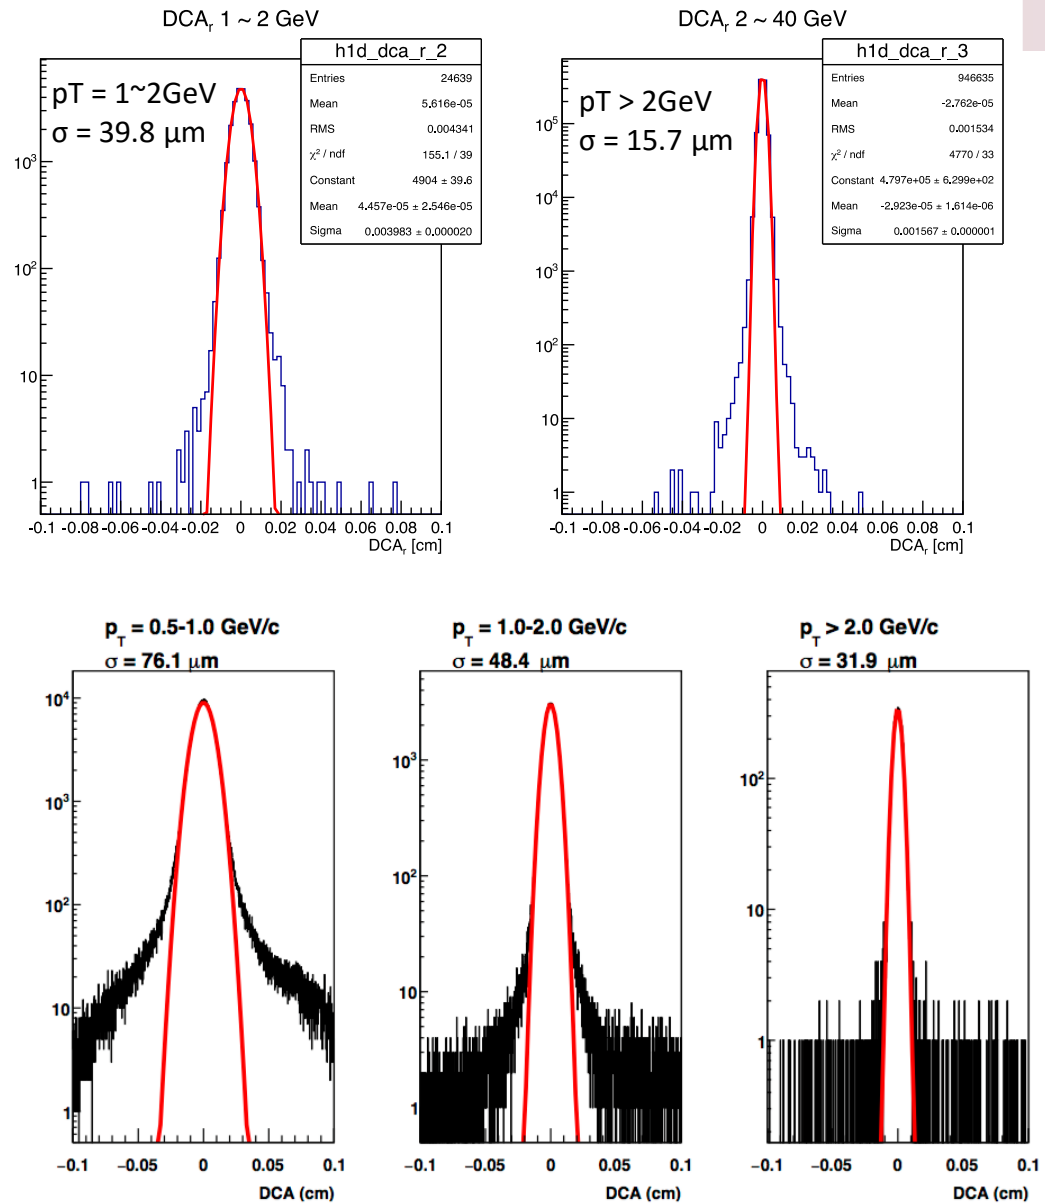 DCAr 1 ~ 2 GeV
h1d_dca_r_2
Entries 24639
Mean 5.616e-05
RMS 0.004341
χ² / ndf 155.1 / 39
Constant 4904 ± 39.6
Mean 4.457e-05 ± 2.546e-05
Sigma 0.003983 ± 0.000020
pT = 1~2GeV
σ = 39.8 μm
10³
10²
10
1
-0.1 -0.08 -0.06 -0.04 -0.02 0 0.02 0.04 0.06 0.08 0.1
DCAr [cm]
DCAr 2 ~ 40 GeV
h1d_dca_r_3
Entries 946635
Mean -2.762e-05
RMS 0.001534
χ² / ndf 4770 / 33
Constant 4.797e+05 ± 6.299e+02
Mean -2.923e-05 ± 1.614e-06
Sigma 0.001567 ± 0.000001
pT > 2GeV
σ = 15.7 μm
10⁵
10⁴
10³
10²
10
1
-0.1 -0.08 -0.06 -0.04 -0.02 0 0.02 0.04 0.06 0.08 0.1
DCAr [cm]
pT = 0.5-1.0 GeV/c
σ = 76.1 μm
10⁴
10³
10²
10
1
−0.1 −0.05 0 0.05 0.1
DCA (cm)
pT = 1.0-2.0 GeV/c
σ = 48.4 μm
10³
10²
10
1
−0.1 −0.05 0 0.05 0.1
DCA (cm)
pT > 2.0 GeV/c
σ = 31.9 μm
10²
10
1
−0.1 −0.05 0 0.05 0.1
DCA (cm)